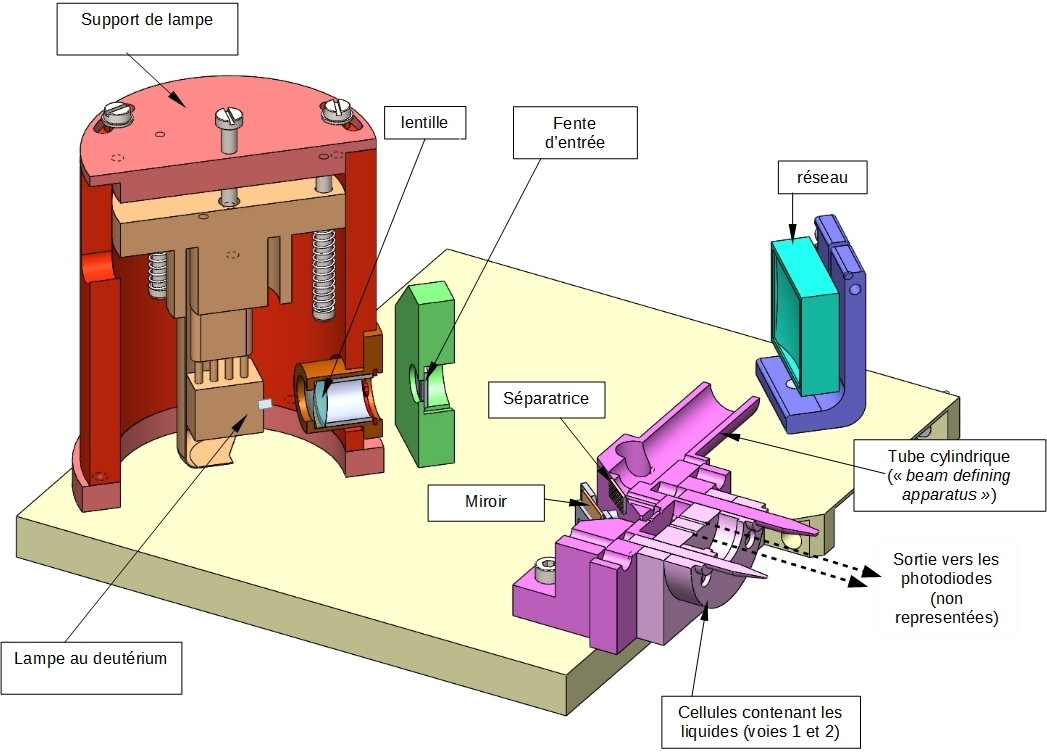 Support de lampe
lentille
Fente
d'entrée
réseau
Séparatrice
Miroir
Tube cylindrique
(« beam defining
apparatus »)
Sortie vers les
photodiodes
(non
representées)
Lampe au deutérium
Cellules contenant les
liquides (voies 1 et 2)